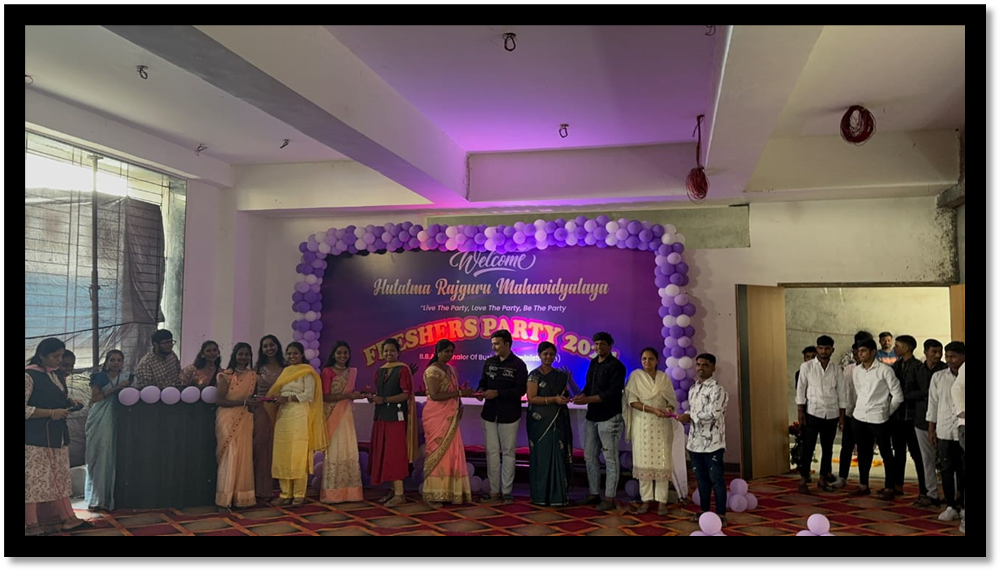 Welcome
Hutatma Rajguru Mahavidyalaya
"Live The Party, Love The Party, Be The Party
FRESHERS PARTY